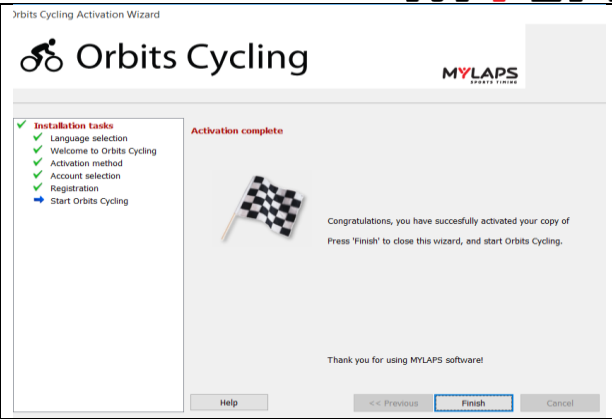 Orbits Cycling Activation Wizard
Orbits Cycling
MYLAPS
SPORTS TIMING
Installation tasks
Language selection
Welcome to Orbits Cycling
Activation method
Account selection
Registration
Start Orbits Cycling
Activation complete
Congratulations, you have succesfully activated your copy of
Press 'Finish' to close this wizard, and start Orbits Cycling.
Thank you for using MYLAPS software!
Help
<< Previous
Finish
Cancel